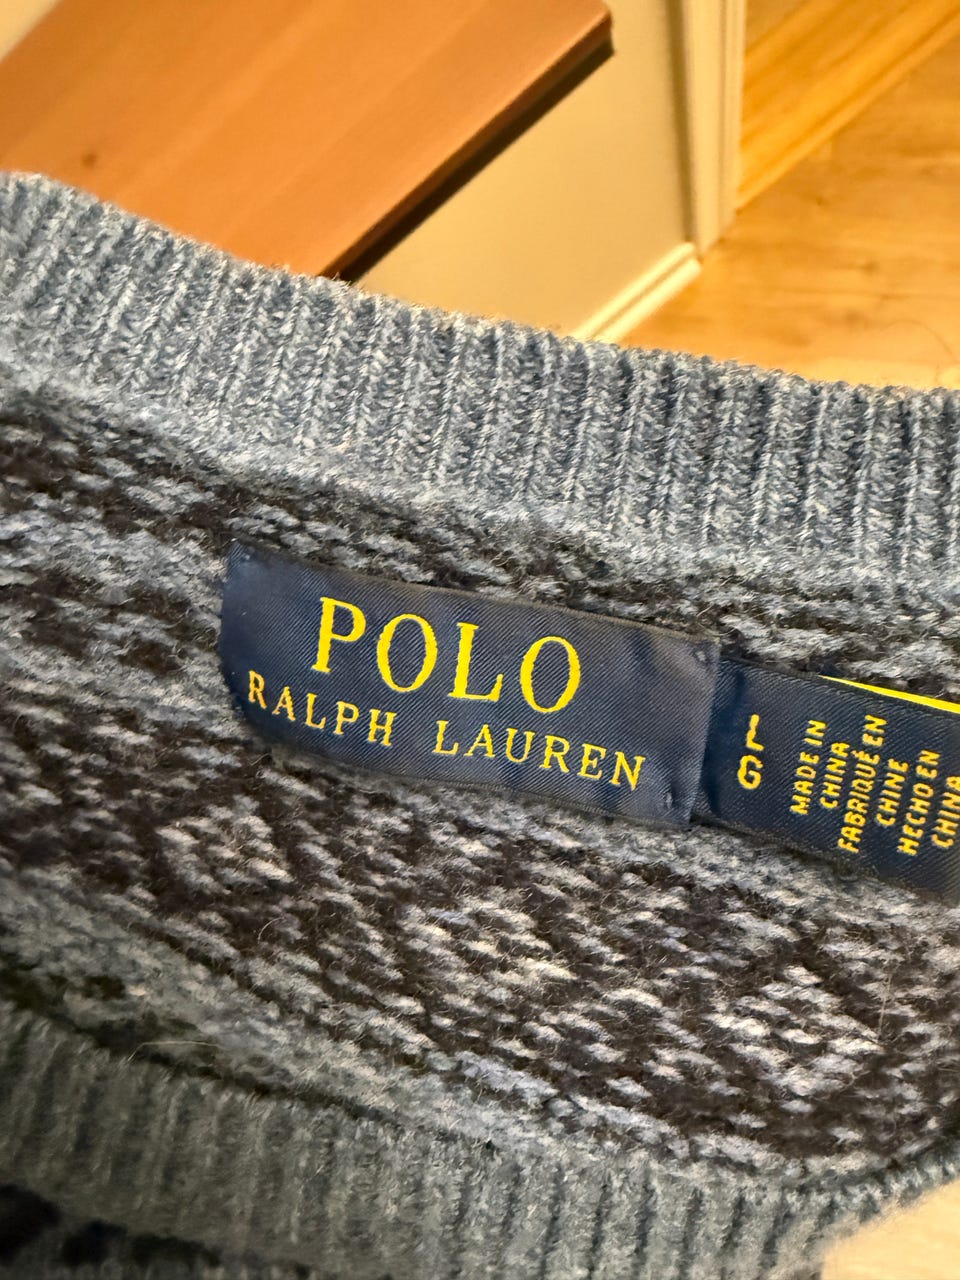 POLO
RALPH LAUREN
L
G
MADE IN
CHINA
FABRIQUÉ EN
CHINE
HECHO EN
CHINA